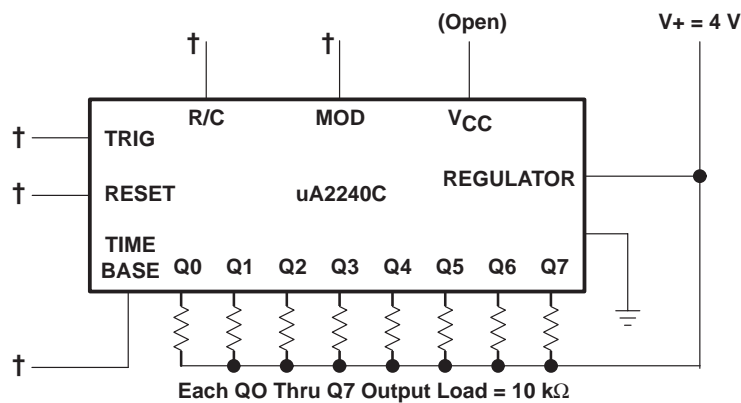 (Open)
V+ = 4 V
†
†
R/C
MOD
VCC
†
TRIG
REGULATOR
†
RESET
uA2240C
TIME
BASE
Q0 Q1 Q2 Q3 Q4 Q5 Q6 Q7
†
Each QO Thru Q7 Output Load = 10 kΩ